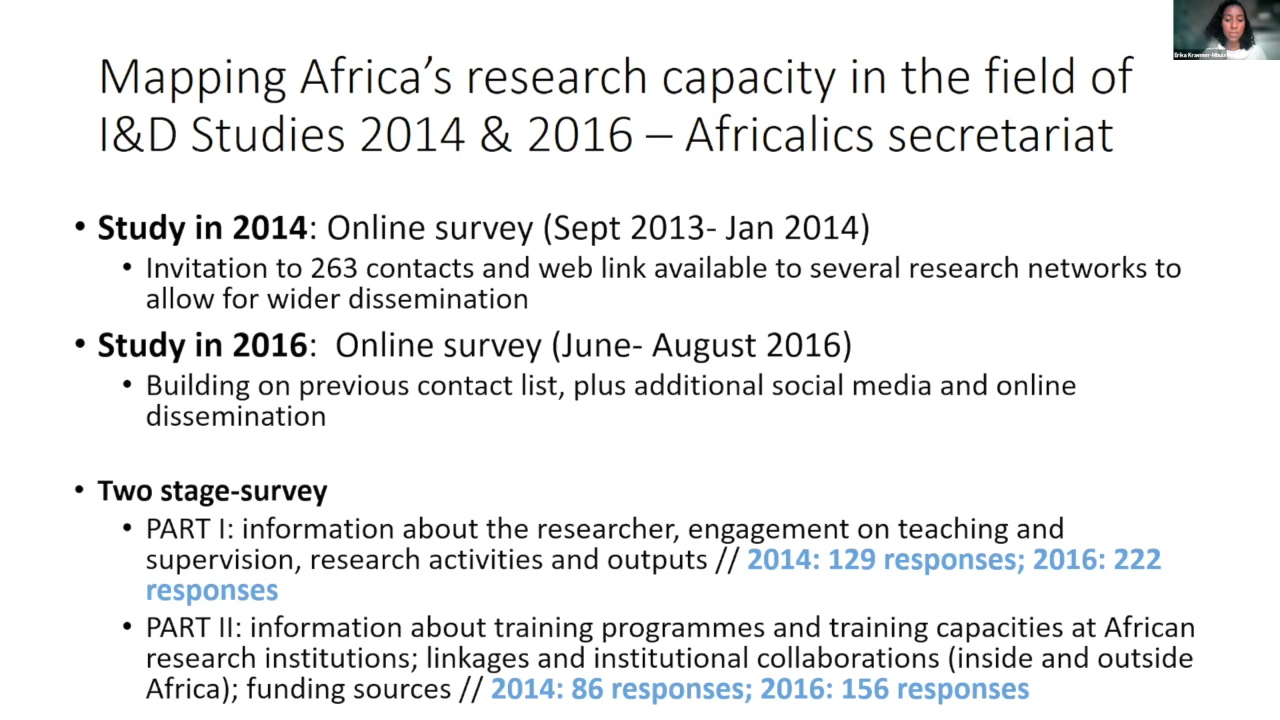 Erika Kraemer-Mbula
Mapping Africa’s research capacity in the field of
I&D Studies 2014 & 2016 – Africalics secretariat
• Study in 2014: Online survey (Sept 2013- Jan 2014)
• Invitation to 263 contacts and web link available to several research networks to
allow for wider dissemination
• Study in 2016:  Online survey (June- August 2016)
• Building on previous contact list, plus additional social media and online
dissemination
• Two stage-survey
• PART I: information about the researcher, engagement on teaching and
supervision, research activities and outputs // 2014: 129 responses; 2016: 222
responses
• PART II: information about training programmes and training capacities at African
research institutions; linkages and institutional collaborations (inside and outside
Africa); funding sources // 2014: 86 responses; 2016: 156 responses